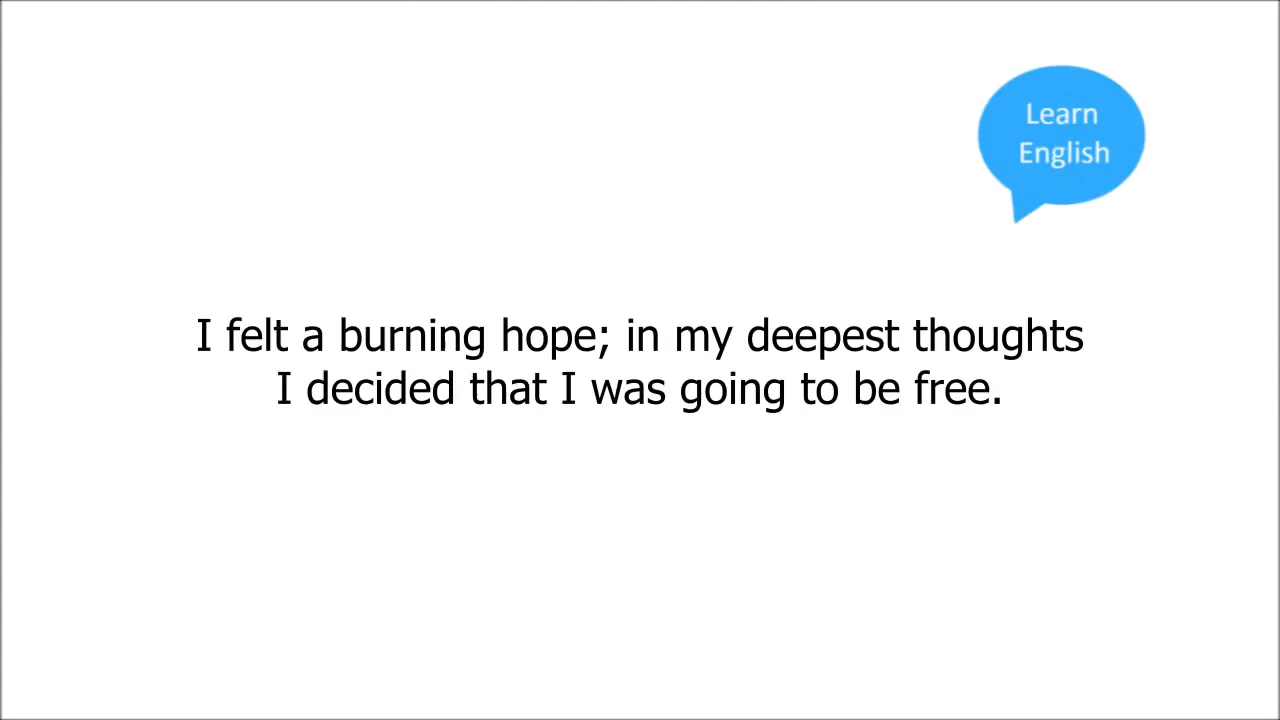 Learn
English
I felt a burning hope; in my deepest thoughts
I decided that I was going to be free.